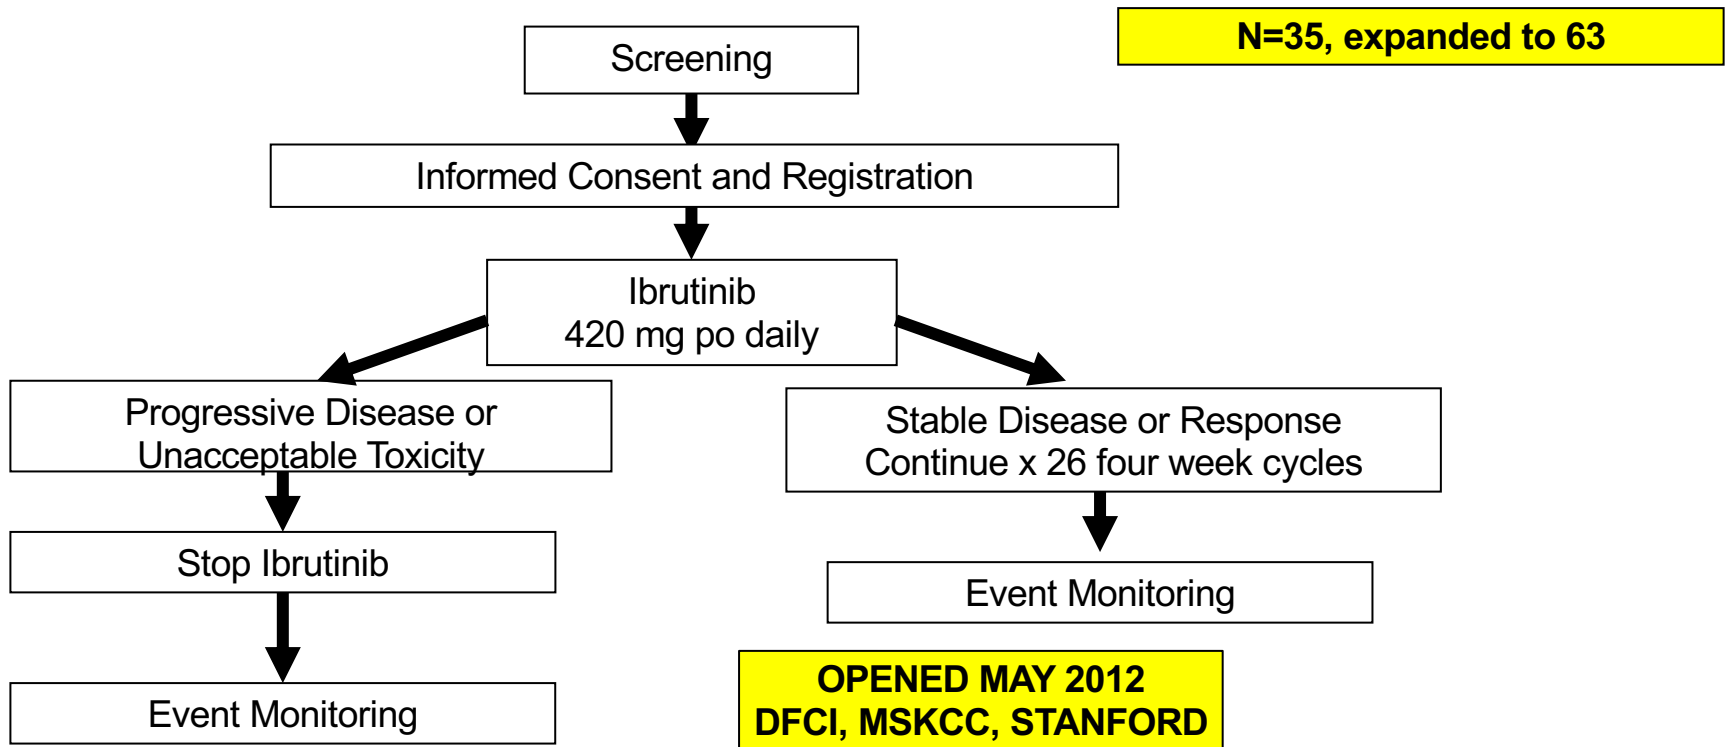 N=35, expanded to 63
Screening
Informed Consent and Registration
Ibrutinib
420 mg po daily
Progressive Disease or
Unacceptable Toxicity
Stable Disease or Response
Continue x 26 four week cycles
Stop Ibrutinib
Event Monitoring
Event Monitoring
OPENED MAY 2012
DFCI, MSKCC, STANFORD